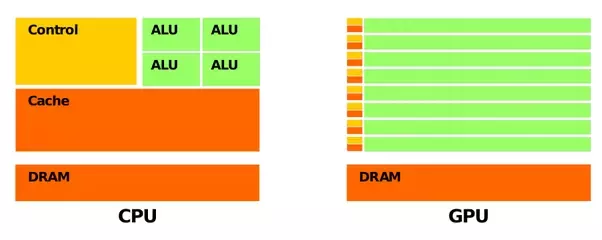 Control ALU ALU
ALU ALU
Cache
DRAM
CPU
DRAM
GPU